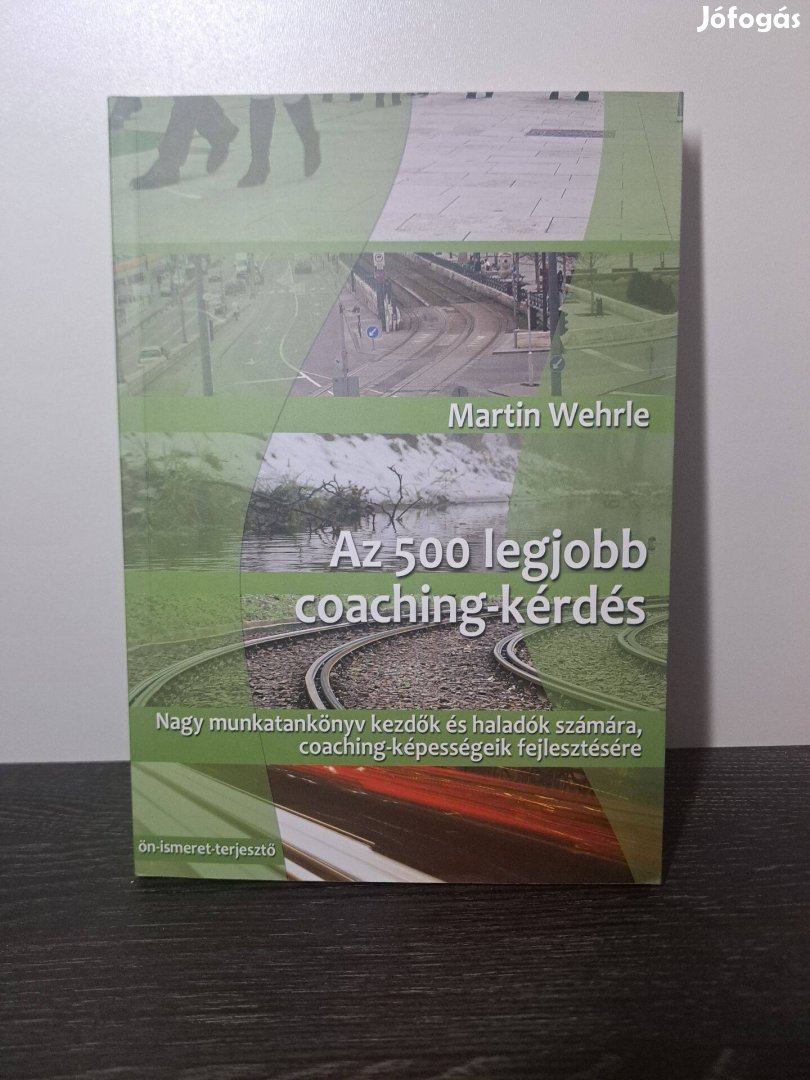 Jófogás
Martin Wehrle
Az 500 legjobb
coaching-kérdés
Nagy munkatankönyv kezdők és haladók számára,
coaching-képességeik fejlesztésére
ön-ismeret-terjesztő